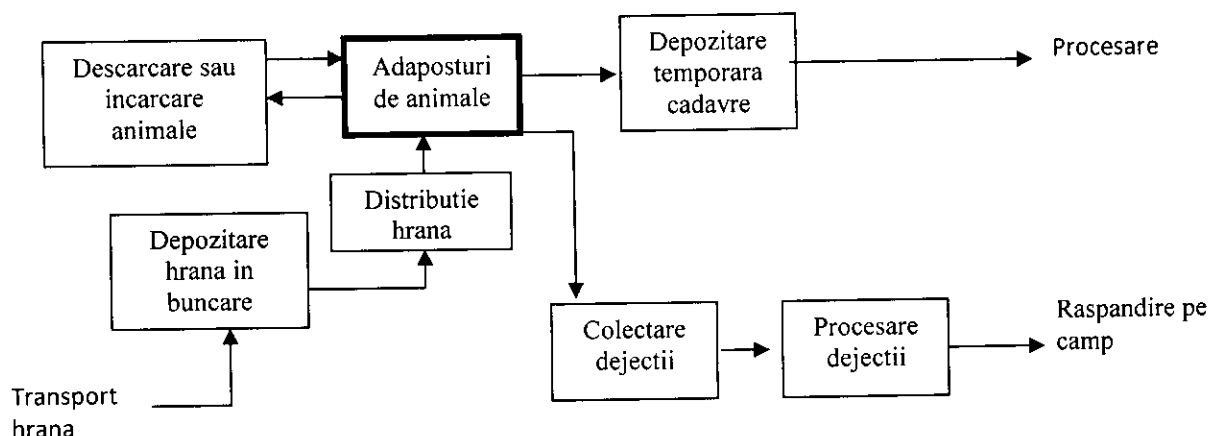 Descarcare sau
incarcare
animale
Adaposturi
de animale
Depozitare
temporara
cadavre
Procesare
Distributie
hrana
Depozitare
hrana in
buncare
Transport
hrana
Colectare
dejectii
Procesare
dejectii
Raspandire pe
camp